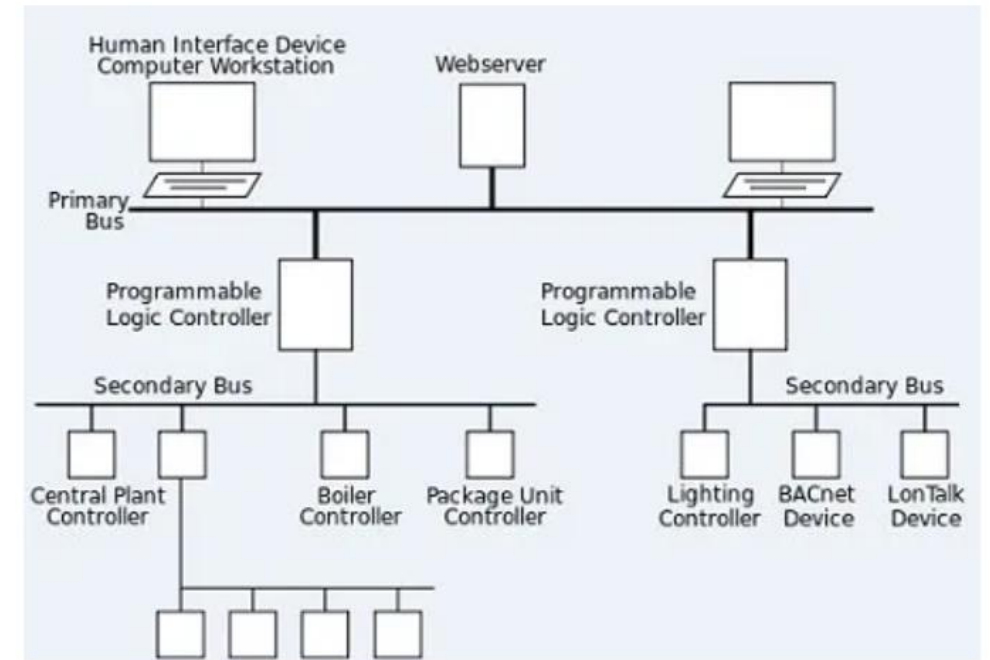 Human Interface Device
Computer Workstation
Webserver
Primary
Bus
Programmable
Logic Controller
Programmable
Logic Controller
Secondary Bus
Secondary Bus
Central Plant
Controller
Boiler
Controller
Package Unit
Controller
Lighting
Controller
BACnet
Device
LonTalk
Device